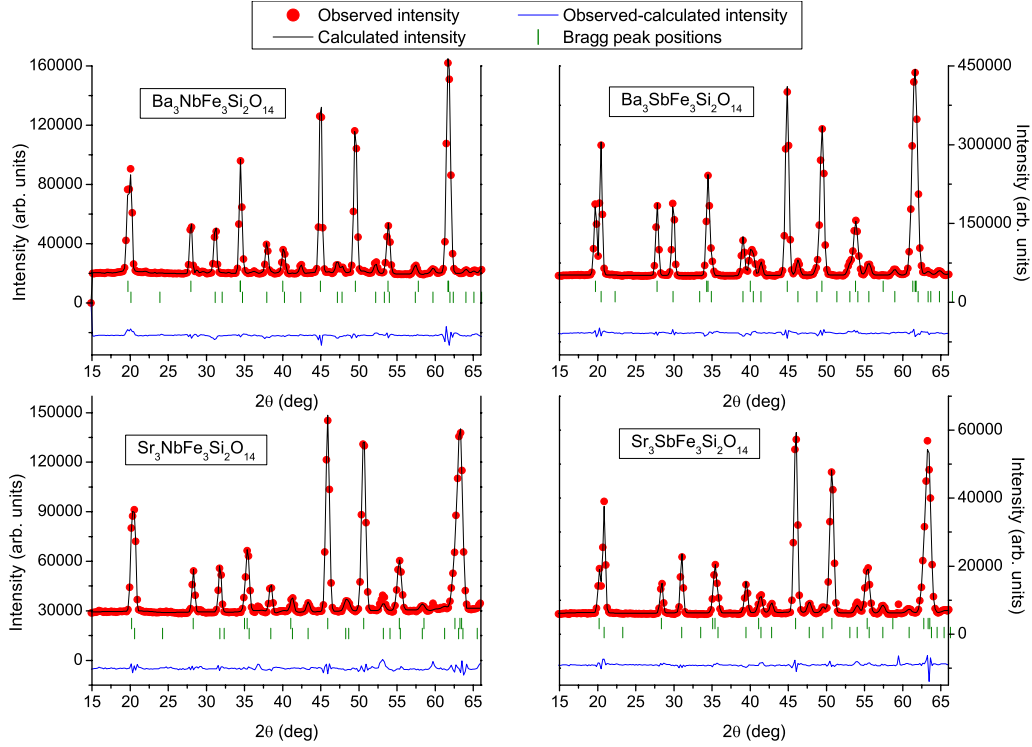 Observed intensity Observed-calculated intensity
Calculated intensity Bragg peak positions
Ba3NbFe3Si2O14
Intensity (arb. units)
160000
120000
80000
40000
0
15 20 25 30 35 40 45 50 55 60 65
2θ (deg)
Ba3SbFe3Si2O14
Intensity (arb. units)
450000
300000
150000
0
15 20 25 30 35 40 45 50 55 60 65
2θ (deg)
Sr3NbFe3Si2O14
Intensity (arb. units)
150000
120000
90000
60000
30000
0
15 20 25 30 35 40 45 50 55 60 65
2θ (deg)
Sr3SbFe3Si2O14
Intensity (arb. units)
60000
40000
20000
0
15 20 25 30 35 40 45 50 55 60 65
2θ (deg)